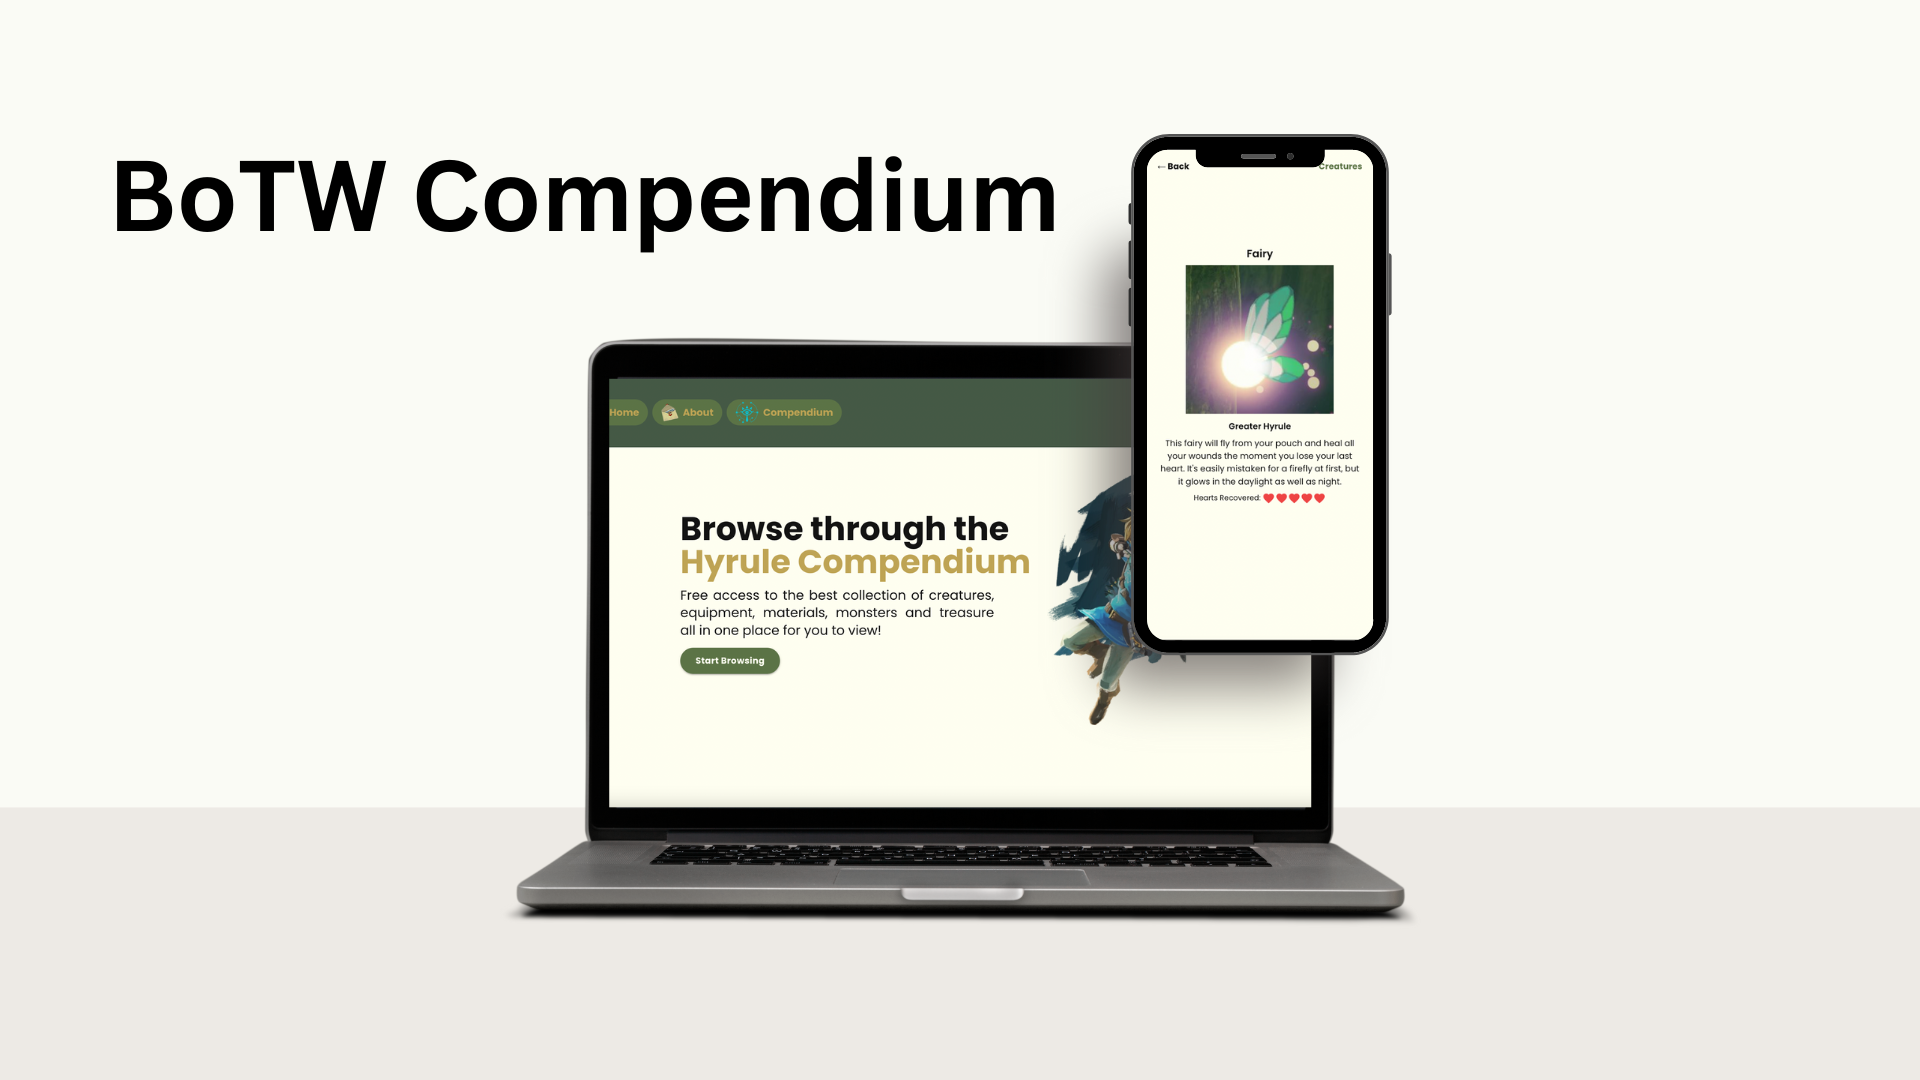 BoTW Compendium
← Back
Creatures
Fairy
Greater Hyrule
This fairy will fly from your pouch and heal all
your wounds the moment you lose your last
heart. It's easily mistaken for a firefly at first, but
it glows in the daylight as well as night.
Hearts Recovered:
Home
About
Compendium
Browse through the
Hyrule Compendium
Free access to the best collection of creatures,
equipment, materials, monsters and treasure
all in one place for you to view!
Start Browsing